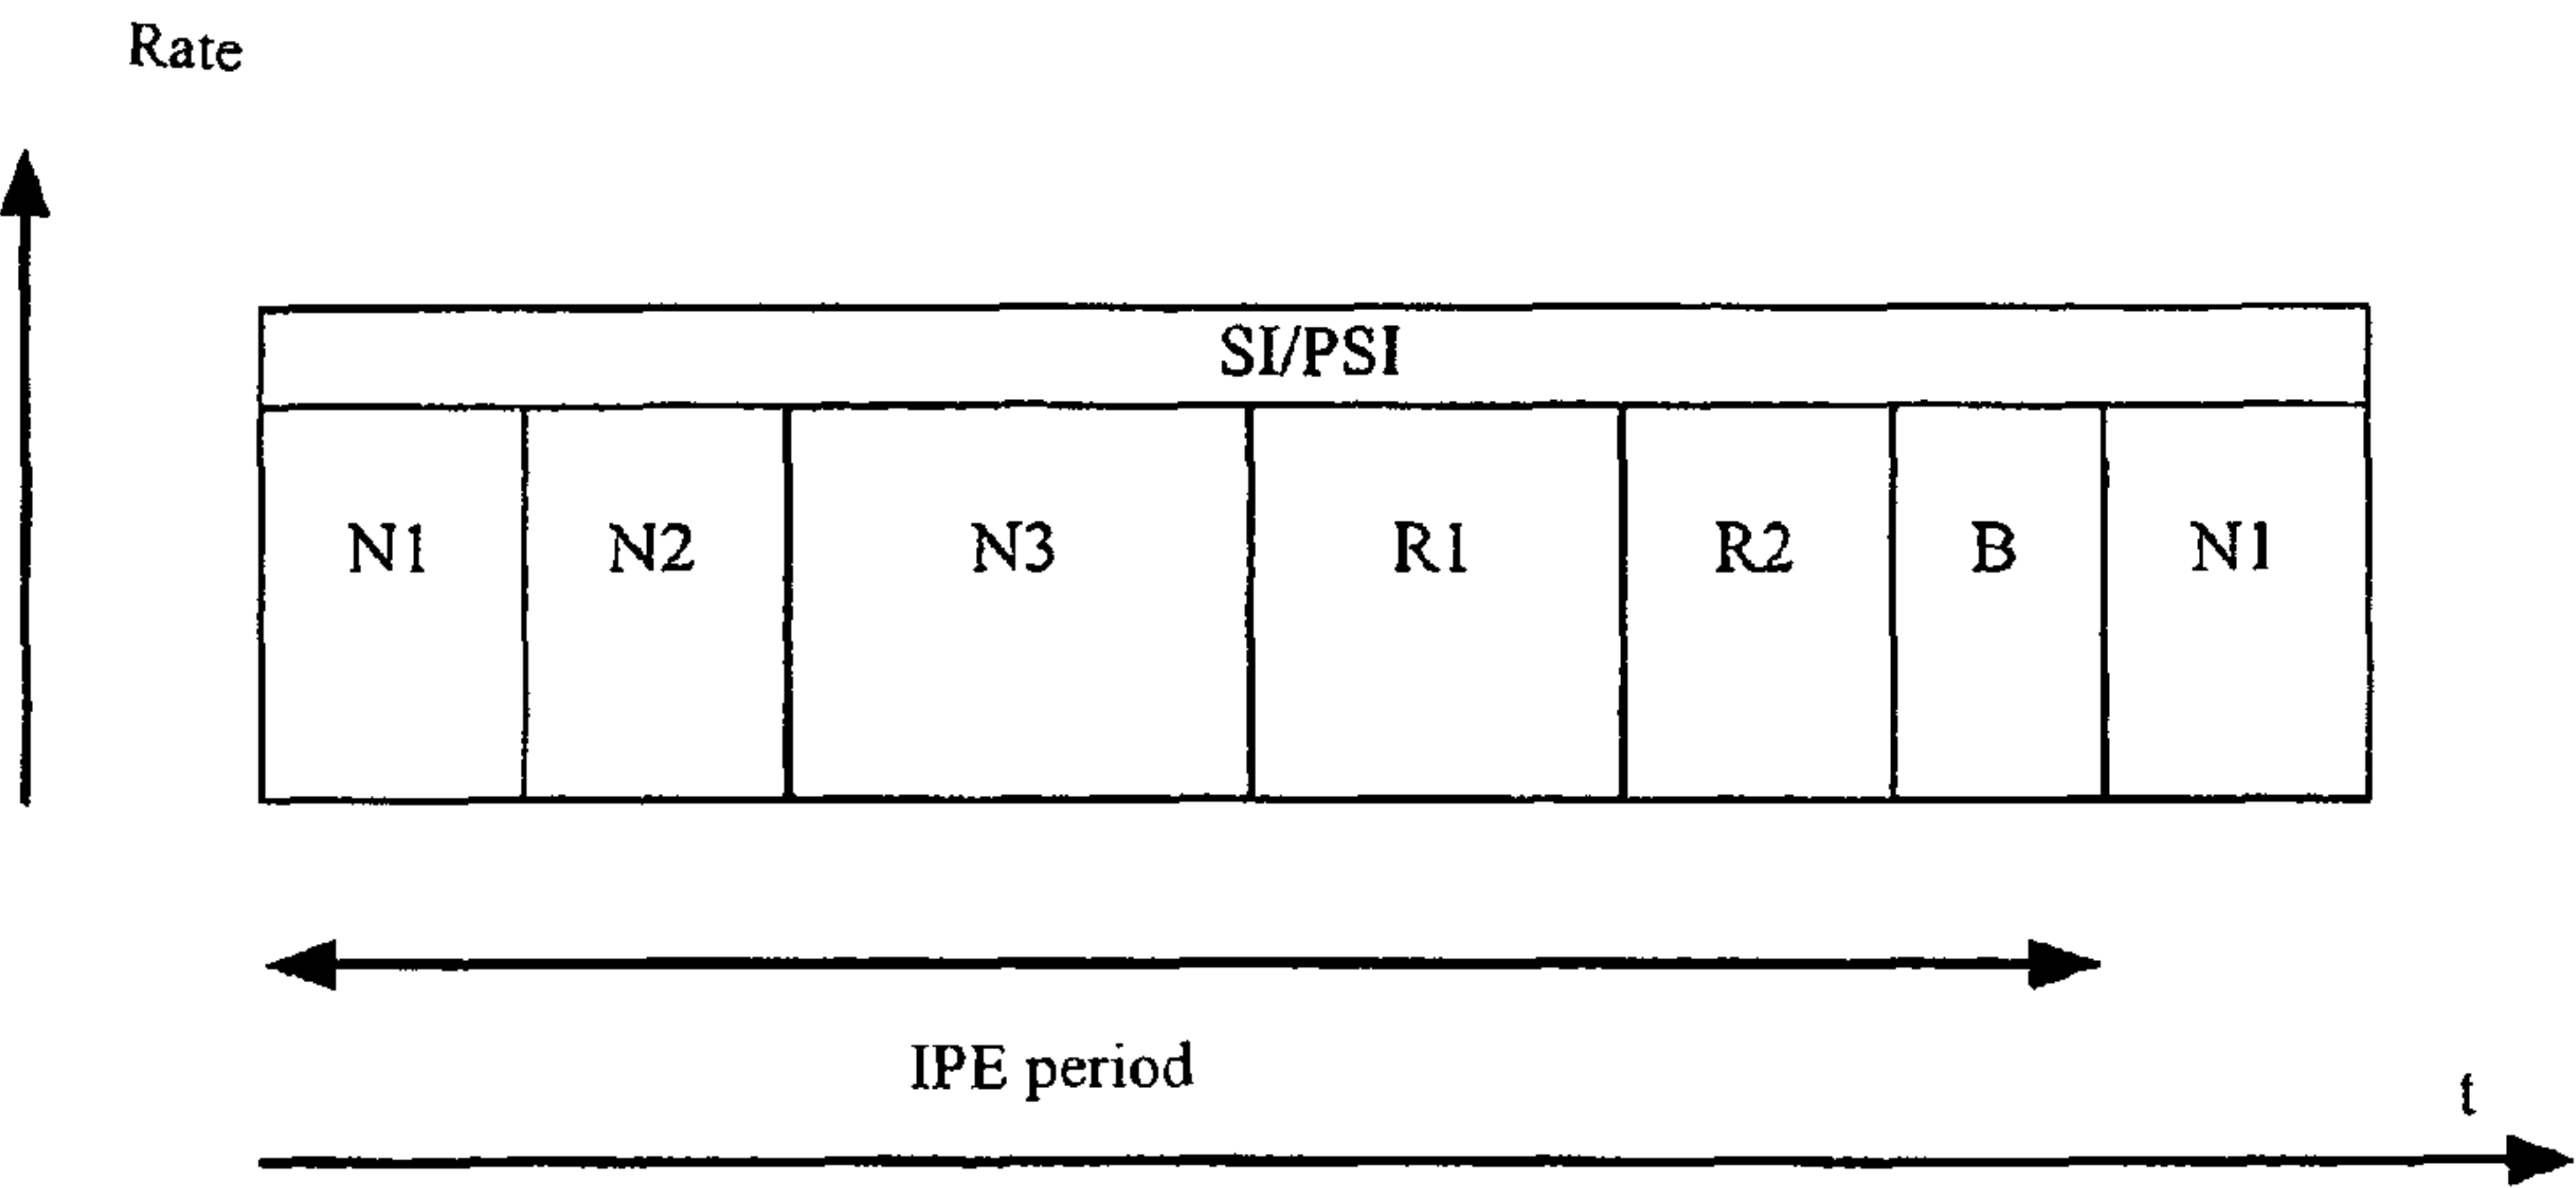 Rate
SI/PSI
N1 N2 N3 R1 R2 B N1
IPE period
t